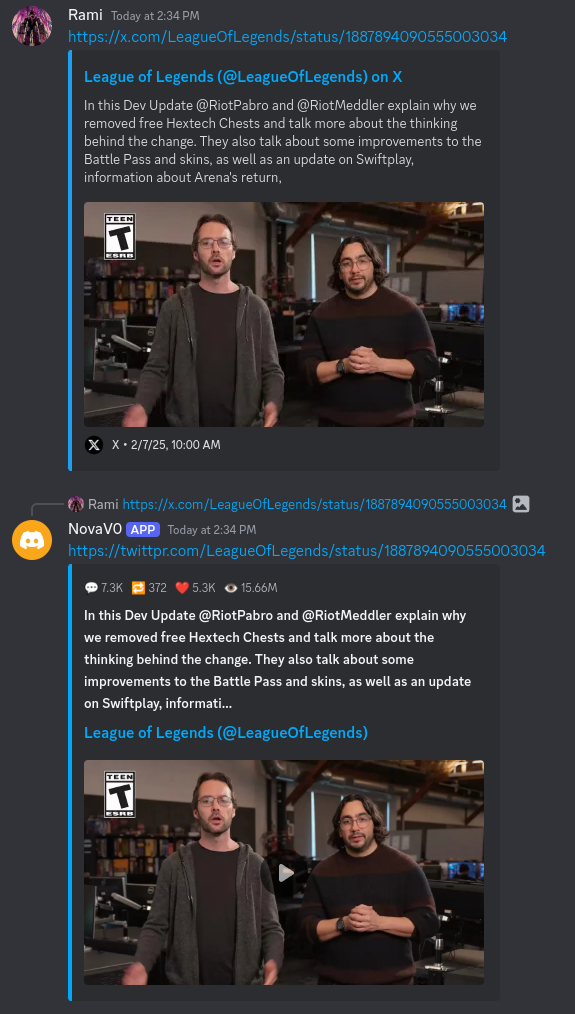 Rami Today at 2:34 PM
https://x.com/LeagueOfLegends/status/1887894090555003034
League of Legends (@LeagueOfLegends) on X
In this Dev Update @RiotPabro and @RiotMeddler explain why we
removed free Hextech Chests and talk more about the thinking
behind the change. They also talk about some improvements to the
Battle Pass and skins, as well as an update on Swiftplay,
information about Arena's return,
TEEN
T
ESRB
X • 2/7/25, 10:00 AM
Rami https://x.com/LeagueOfLegends/status/1887894090555003034
NovaV0 APP Today at 2:34 PM
https://twittpr.com/LeagueOfLegends/status/1887894090555003034
💬 7.3K 🔁 372 ❤️ 5.3K 👁️ 15.66M
In this Dev Update @RiotPabro and @RiotMeddler explain why
we removed free Hextech Chests and talk more about the
thinking behind the change. They also talk about some
improvements to the Battle Pass and skins, as well as an update
on Swiftplay, informati...
League of Legends (@LeagueOfLegends)
TEEN
T
ESRB